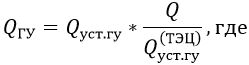 Q_ГУ = Q_уст.гу * Q / Q_уст.гу^(ТЭЦ) , где